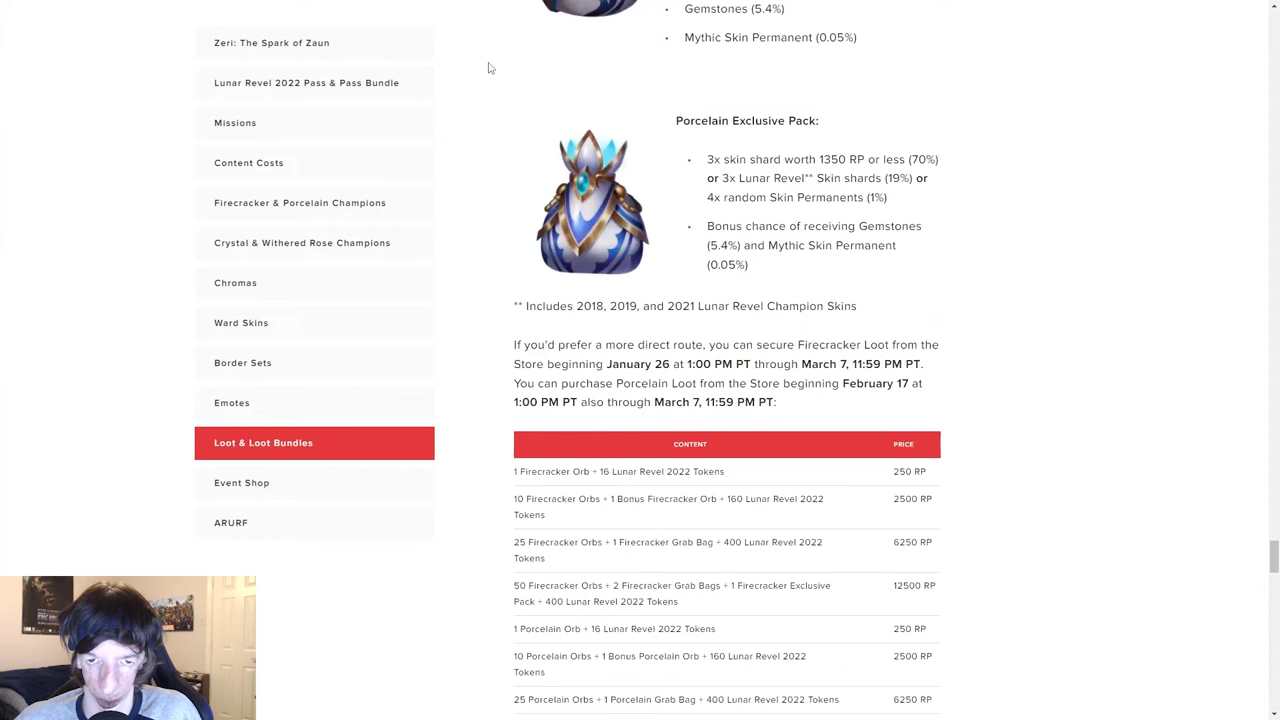 Gemstones (5.4%)
Mythic Skin Permanent (0.05%)
Zeri: The Spark of Zaun
Lunar Revel 2022 Pass & Pass Bundle
Missions
Content Costs
Firecracker & Porcelain Champions
Crystal & Withered Rose Champions
Chromas
Ward Skins
Border Sets
Emotes
Loot & Loot Bundles
Event Shop
ARURF
Porcelain Exclusive Pack:
3x skin shard worth 1350 RP or less (70%)
or 3x Lunar Revel** Skin shards (19%) or
4x random Skin Permanents (1%)
Bonus chance of receiving Gemstones
(5.4%) and Mythic Skin Permanent
(0.05%)
** Includes 2018, 2019, and 2021 Lunar Revel Champion Skins
If you'd prefer a more direct route, you can secure Firecracker Loot from the
Store beginning January 26 at 1:00 PM PT through March 7, 11:59 PM PT.
You can purchase Porcelain Loot from the Store beginning February 17 at
1:00 PM PT also through March 7, 11:59 PM PT:
CONTENT PRICE
1 Firecracker Orb + 16 Lunar Revel 2022 Tokens 250 RP
10 Firecracker Orbs + 1 Bonus Firecracker Orb + 160 Lunar Revel 2022 2500 RP
Tokens
25 Firecracker Orbs + 1 Firecracker Grab Bag + 400 Lunar Revel 2022 6250 RP
Tokens
50 Firecracker Orbs + 2 Firecracker Grab Bags + 1 Firecracker Exclusive 12500 RP
Pack + 400 Lunar Revel 2022 Tokens
1 Porcelain Orb + 16 Lunar Revel 2022 Tokens 250 RP
10 Porcelain Orbs + 1 Bonus Porcelain Orb + 160 Lunar Revel 2022 2500 RP
Tokens
25 Porcelain Orbs + 1 Porcelain Grab Bag + 400 Lunar Revel 2022 Tokens 6250 RP